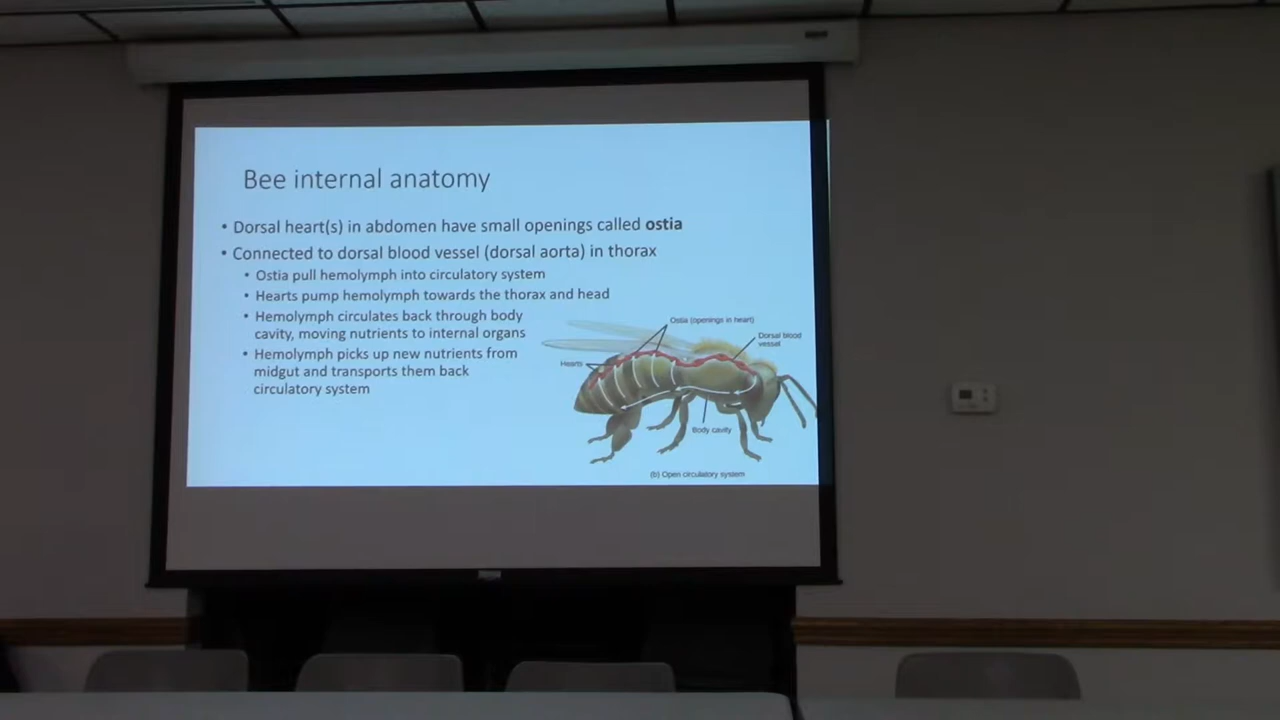 Bee internal anatomy
• Dorsal heart(s) in abdomen have small openings called ostia
• Connected to dorsal blood vessel (dorsal aorta) in thorax
• Ostia pull hemolymph into circulatory system
• Hearts pump hemolymph towards the thorax and head
• Hemolymph circulates back through body
cavity, moving nutrients to internal organs
• Hemolymph picks up new nutrients from
midgut and transports them back
circulatory system
Ostia (openings in heart)
Dorsal blood
vessel
Hearts
Body cavity
(b) Open circulatory system